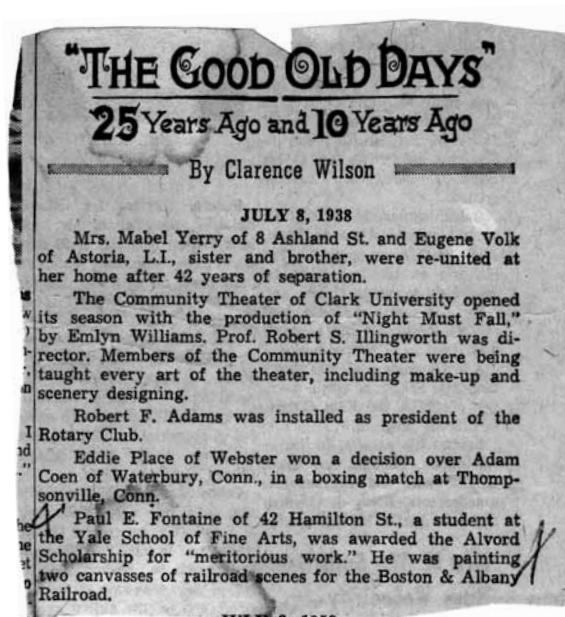 "THE GOOD OLD DAYS"
25 Years Ago and 10 Years Ago
By Clarence Wilson
JULY 8, 1938
Mrs. Mabel Yerry of 8 Ashland St. and Eugene Volk
of Astoria, L.I., sister and brother, were re-united at
her home after 42 years of separation.
The Community Theater of Clark University opened
its season with the production of "Night Must Fall,"
by Emlyn Williams. Prof. Robert S. Illingworth was di-
rector. Members of the Community Theater were being
taught every art of the theater, including make-up and
scenery designing.
Robert F. Adams was installed as president of the
Rotary Club.
Eddie Place of Webster won a decision over Adam
Coen of Waterbury, Conn., in a boxing match at Thomp-
sonville, Conn.
Paul E. Fontaine of 42 Hamilton St., a student at
the Yale School of Fine Arts, was awarded the Alvord
Scholarship for "meritorious work." He was painting
two canvasses of railroad scenes for the Boston & Albany
Railroad.